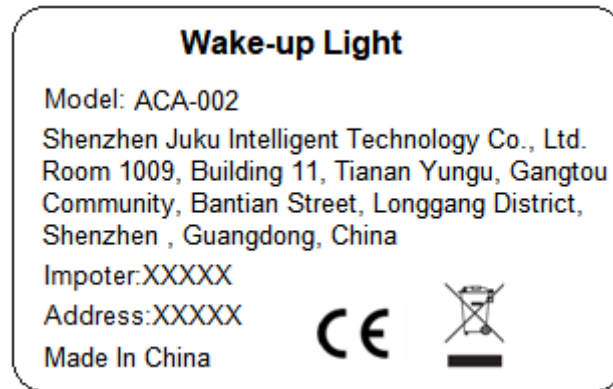 Wake-up Light
Model: ACA-002
Shenzhen Juku Intelligent Technology Co., Ltd.
Room 1009, Building 11, Tianan Yungu, Gangtou
Community, Bantian Street, Longgang District,
Shenzhen , Guangdong, China
Impoter:XXXXX
Address:XXXXX
Made In China
CE